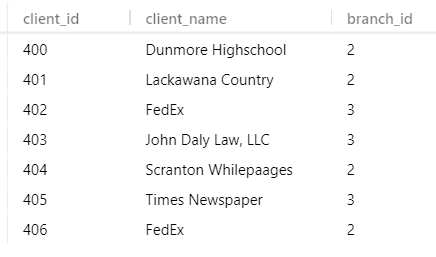 client_id client_name branch_id
400 Dunmore Highschool 2
401 Lackawana Country 2
402 FedEx 3
403 John Daly Law, LLC 3
404 Scranton Whilepaages 2
405 Times Newspaper 3
406 FedEx 2